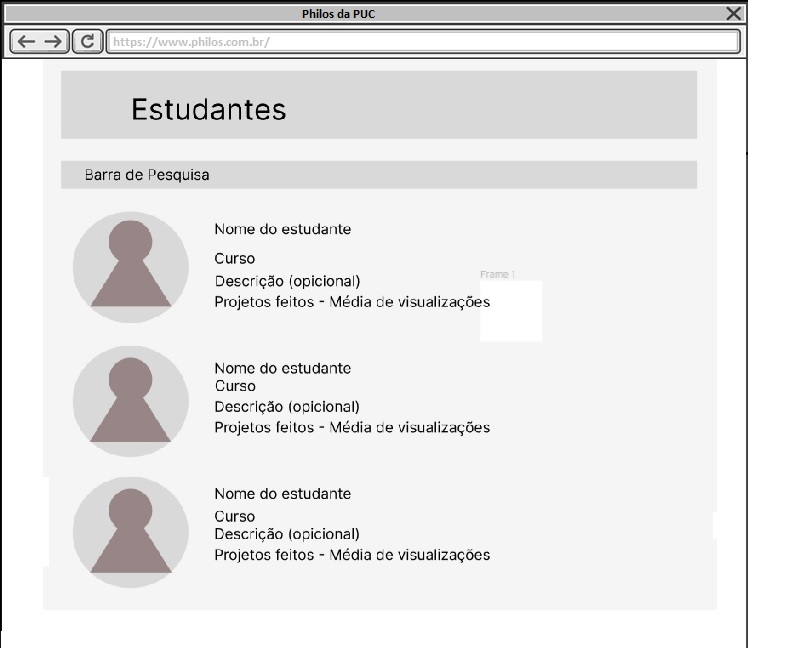 Philos da PUC
https://www.philos.com.br/
Estudantes
Barra de Pesquisa
Nome do estudante
Curso
Descrição (opicional)
Frame 1
Projetos feitos - Média de visualizações
Nome do estudante
Curso
Descrição (opicional)
Projetos feitos - Média de visualizações
Nome do estudante
Curso
Descrição (opicional)
Projetos feitos - Média de visualizações